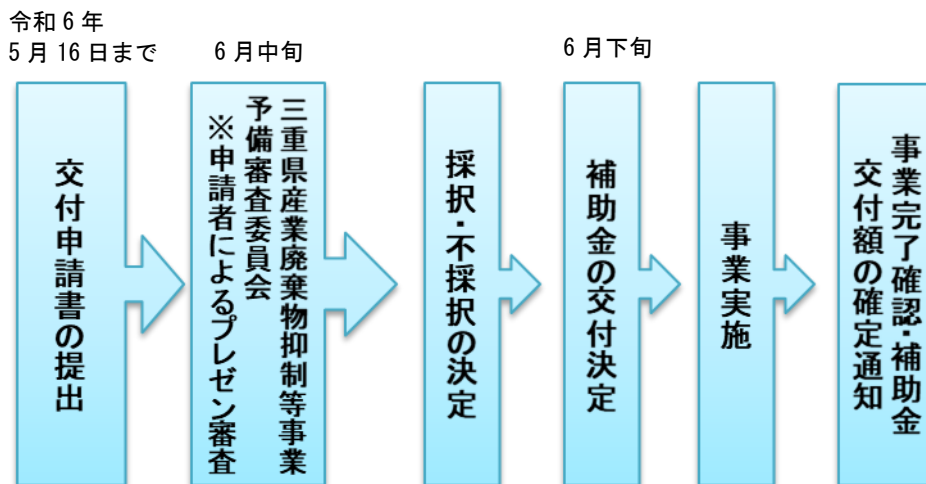 令和6年
5月16日まで
6月中旬
6月下旬
交付申請書の提出
三重県産業廃棄物抑制等事業
予備審査委員会
※申請者によるプレゼン審査
採択・不採択の決定
補助金の交付決定
事業実施
事業完了確認・補助金
交付額の確定通知